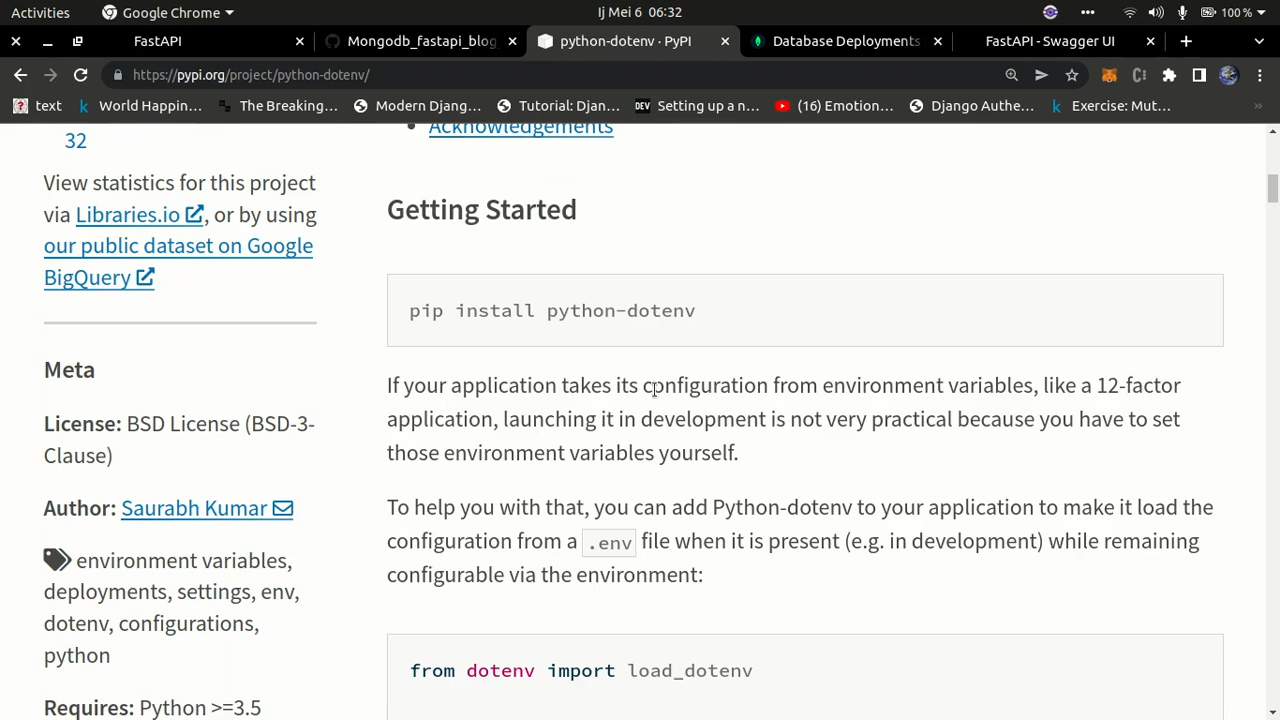 Activities
Google Chrome
Ij Mei 6 06:32
100 %
FastAPI
Mongodb_fastapi_blog
python-dotenv · PyPI
Database Deployments
FastAPI - Swagger UI
https://pypi.org/project/python-dotenv/
text
World Happin...
The Breaking...
Modern Djang...
Tutorial: Djan...
DEV
Setting up a n...
(16) Emotion...
Django Authe...
Exercise: Mut...
»
32
View statistics for this project
via Libraries.io, or by using
our public dataset on Google
BigQuery
Meta
License: BSD License (BSD-3-
Clause)
Author: Saurabh Kumar
environment variables,
deployments, settings, env,
dotenv, configurations,
python
Requires: Python >=3.5
Acknowledgements
Getting Started
pip install python-dotenv
If your application takes its configuration from environment variables, like a 12-factor
application, launching it in development is not very practical because you have to set
those environment variables yourself.
To help you with that, you can add Python-dotenv to your application to make it load the
configuration from a .env file when it is present (e.g. in development) while remaining
configurable via the environment:
from dotenv import load_dotenv